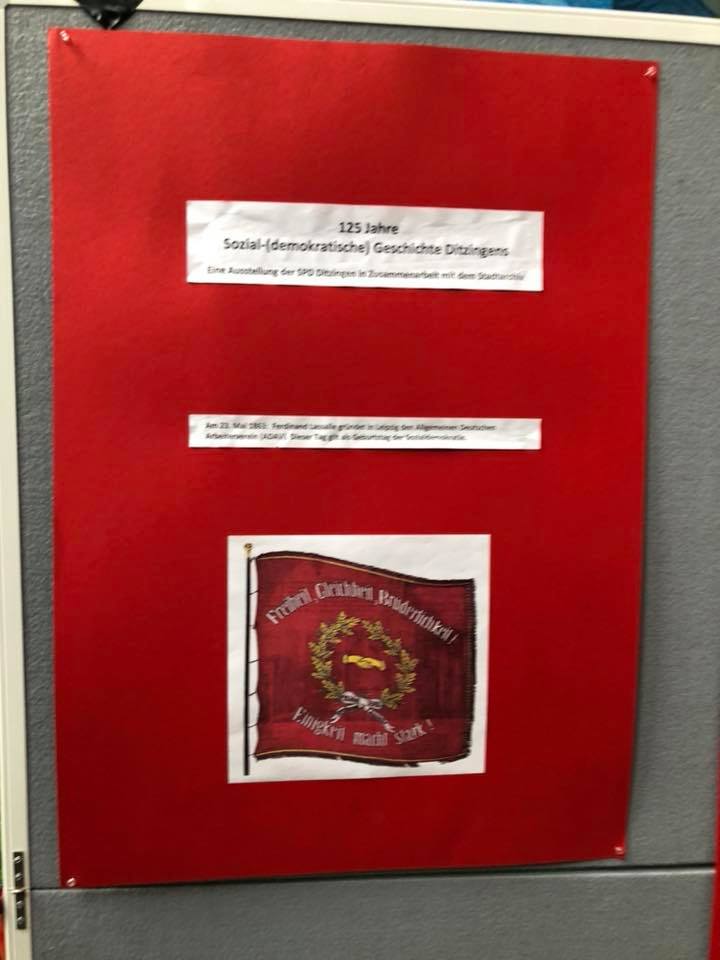 125 Jahre
Sozial-(demokratische) Geschichte Ditzingens
Eine Ausstellung der SPD Ditzingen in Zusammenarbeit mit dem Stadtarchiv
Am 23. Mai 1863: Ferdinand Lassalle gründet in Leipzig den Allgemeinen Deutschen
Arbeiterverein (ADAV). Dieser Tag gilt als Geburtstag der Sozialdemokratie.
Freiheit, Gleichheit, Brüderlichkeit!
Einigkeit macht stark!